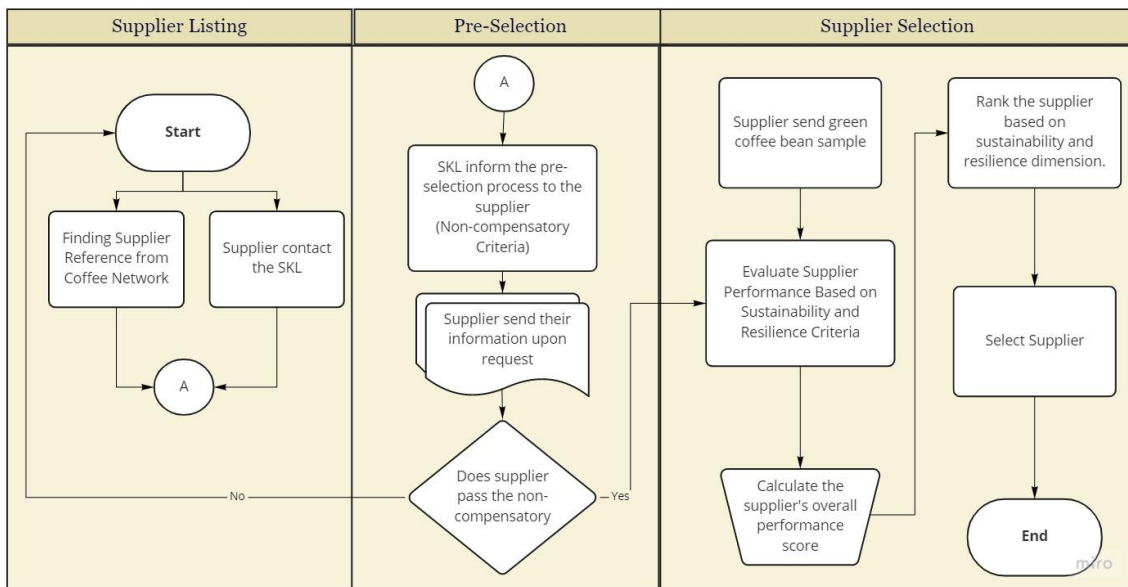 Supplier Listing
Pre-Selection
Supplier Selection
Start
Finding Supplier
Reference from
Coffee Network
Supplier contact
the SKL
A
A
SKL inform the pre-
selection process to the
supplier
(Non-compensatory
Criteria)
Supplier send their
information upon
request
Does supplier
pass the non-
compensatory
No
Yes
Supplier send green
coffee bean sample
Evaluate Supplier
Performance Based on
Sustainability and
Resilience Criteria
Calculate the
supplier's overall
performance
score
Rank the supplier
based on
sustainability and
resilience dimension.
Select Supplier
End
miro